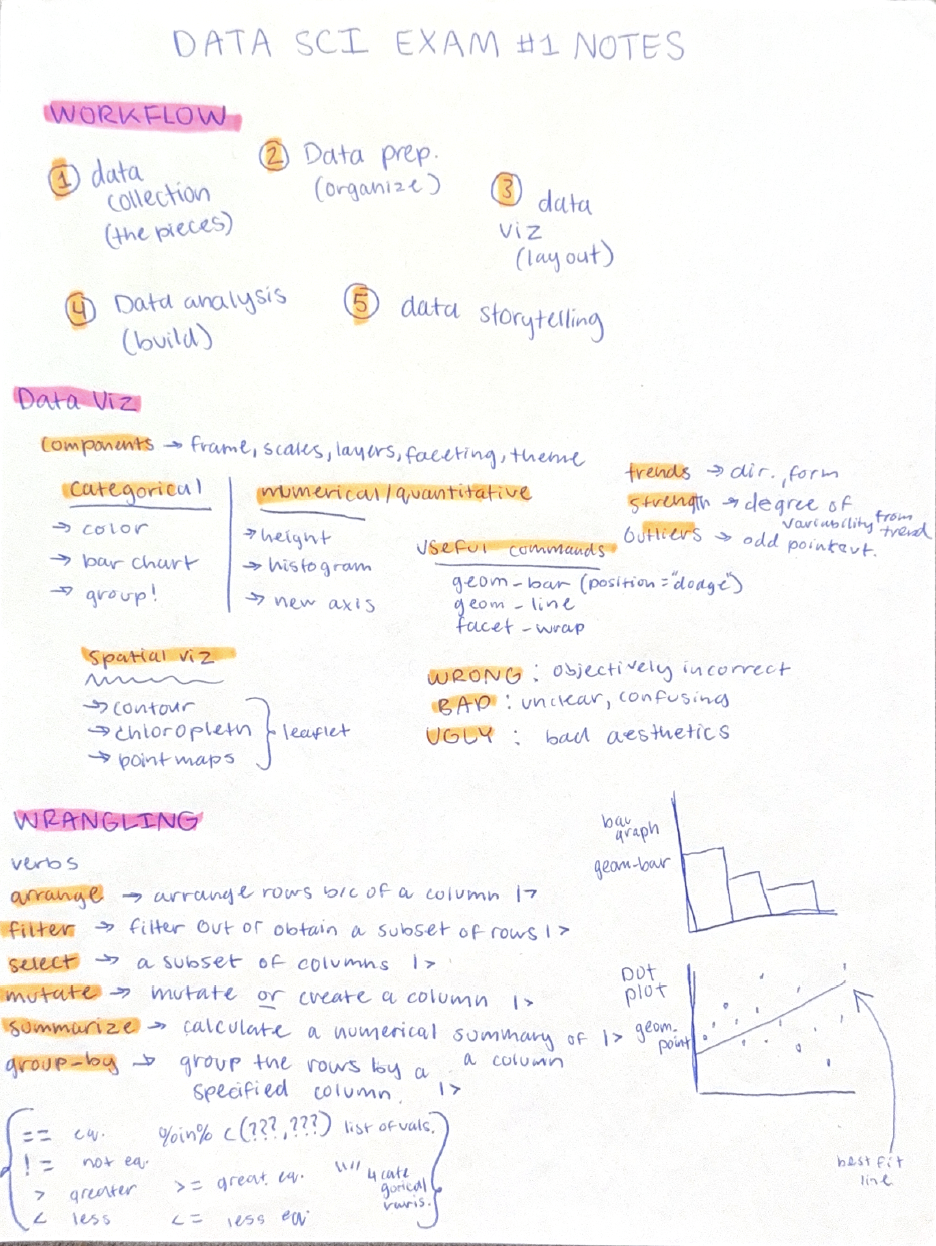 DATA SCI EXAM #1 NOTES
WORKFLOW
① data
collection
(the pieces)
② Data prep.
(organize)
③ data
viz
(layout)
④ Data analysis
(build)
⑤ data storytelling
Data Viz
components → frame, scales, layers, faceting, theme
categorical
→ color
→ bar chart
→ group!
numerical/quantitative
→ height
→ histogram
→ new axis
trends → dir., form
strength → degree of
variability from
trend
outliers → odd point out.
useful commands
geom-bar (position="dodge")
geom-line
facet-wrap
spatial viz
→ contour
→ chloropleth
→ point maps
leaflet
WRONG: objectively incorrect
BAD: unclear, confusing
UGLY: bad aesthetics
WRANGLING
verbs
arrange → arrange rows b/c of a column |>
filter → filter out or obtain a subset of rows |>
select → a subset of columns |>
mutate → mutate or create a column |>
summarize → calculate a numerical summary of |>
a column
group-by → group the rows by a
specified column. |>
== eq. %in% c(???,???) list of vals.
!= not eq.
> greater >= great. eq. "" 4 cate
gorical
varis.
< less <= less eq.
bar
graph
geom-bar
DOT
plot
geom.
point
best fit
line